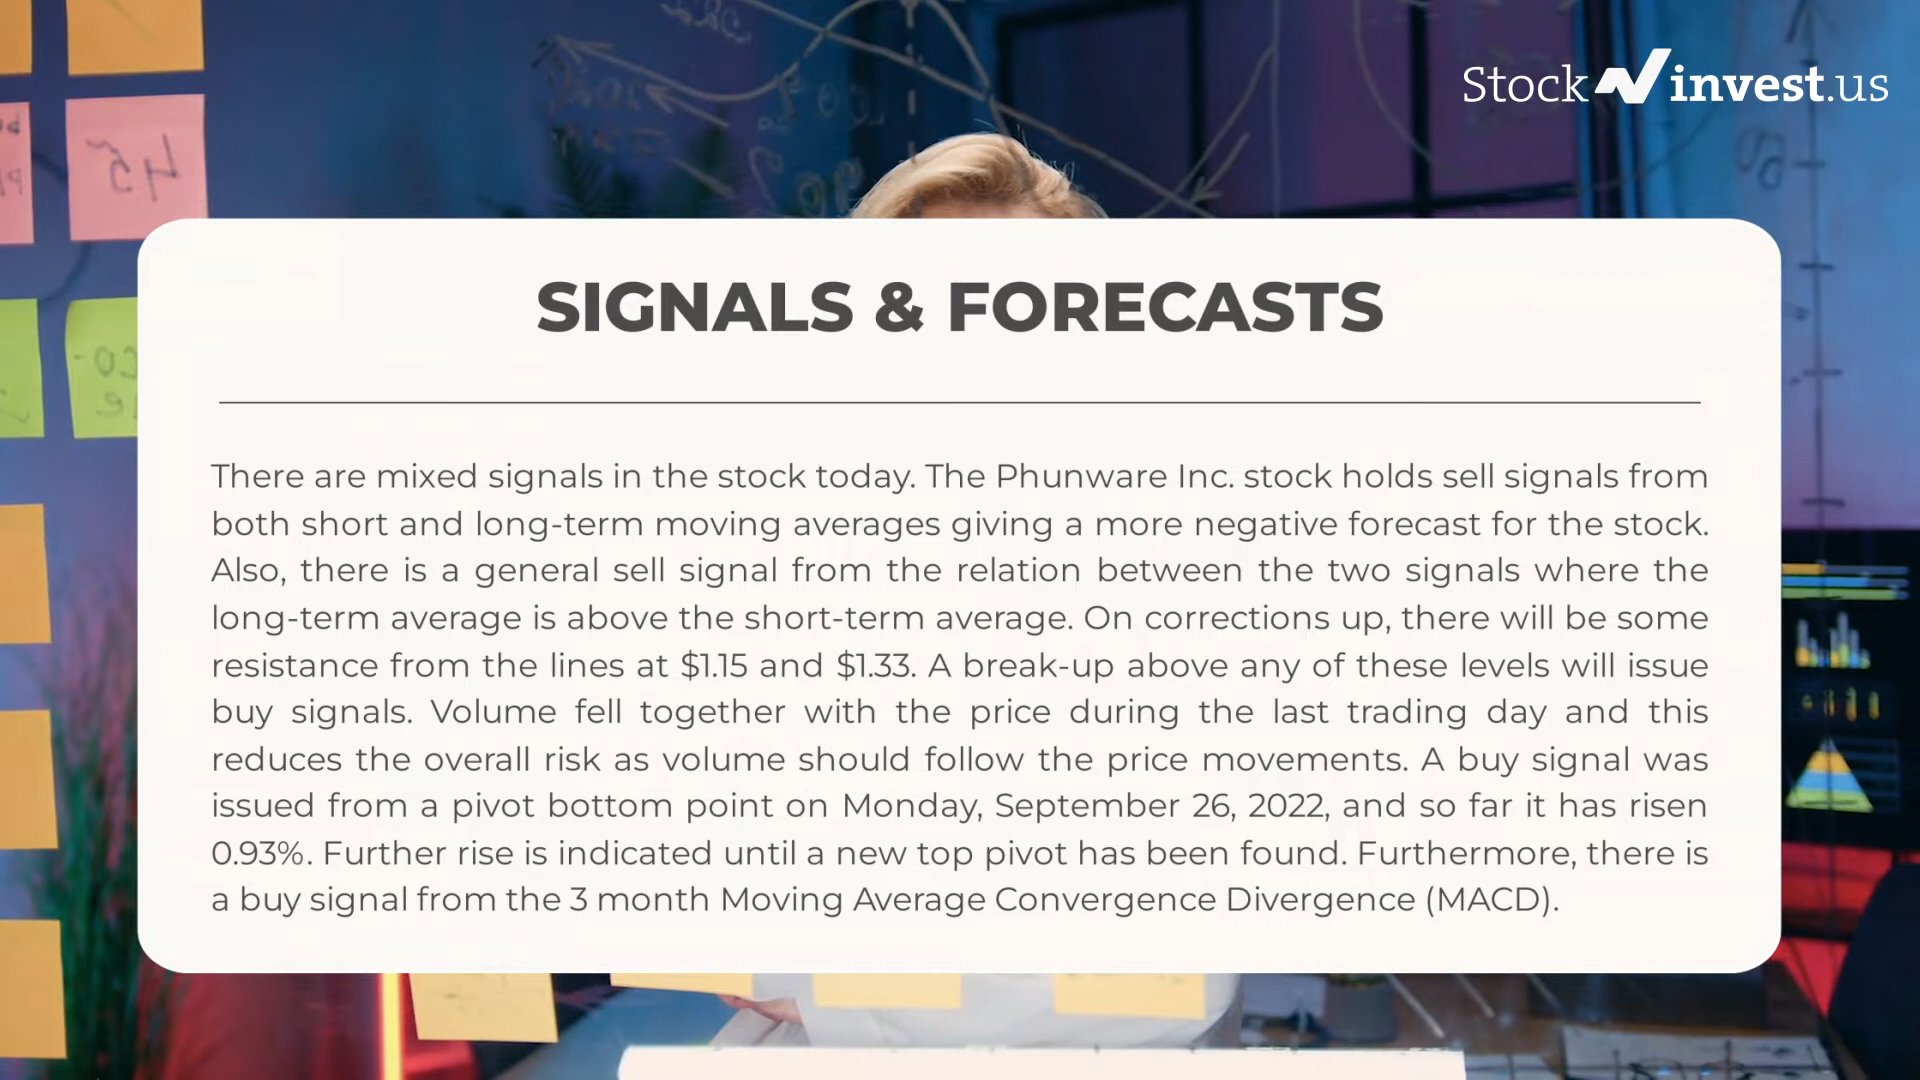 Stock invest.us
45
SIGNALS & FORECASTS
There are mixed signals in the stock today. The Phunware Inc. stock holds sell signals from
both short and long-term moving averages giving a more negative forecast for the stock.
Also, there is a general sell signal from the relation between the two signals where the
long-term average is above the short-term average. On corrections up, there will be some
resistance from the lines at $1.15 and $1.33. A break-up above any of these levels will issue
buy signals. Volume fell together with the price during the last trading day and this
reduces the overall risk as volume should follow the price movements. A buy signal was
issued from a pivot bottom point on Monday, September 26, 2022, and so far it has risen
0.93%. Further rise is indicated until a new top pivot has been found. Furthermore, there is
a buy signal from the 3 month Moving Average Convergence Divergence (MACD).